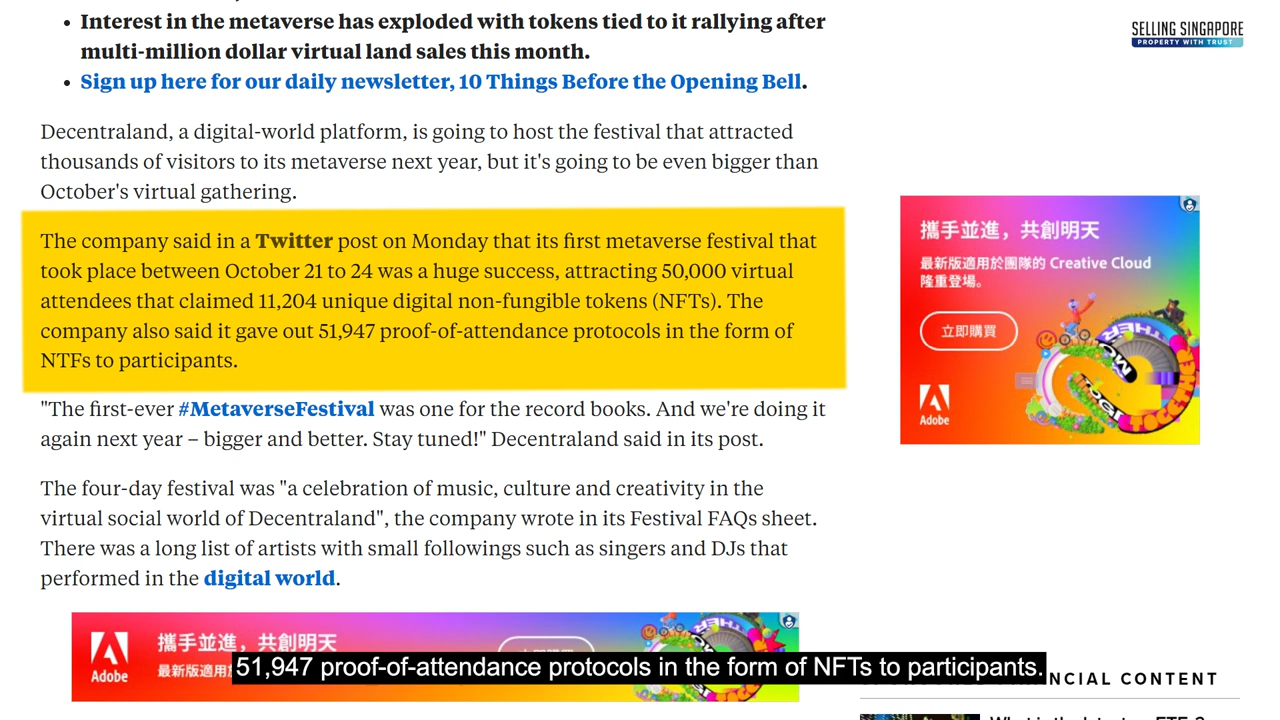 Interest in the metaverse has exploded with tokens tied to it rallying after
multi-million dollar virtual land sales this month.
Sign up here for our daily newsletter, 10 Things Before the Opening Bell.
SELLING SINGAPORE
PROPERTY WITH TRUST
Decentraland, a digital-world platform, is going to host the festival that attracted
thousands of visitors to its metaverse next year, but it's going to be even bigger than
October's virtual gathering.
The company said in a Twitter post on Monday that its first metaverse festival that
took place between October 21 to 24 was a huge success, attracting 50,000 virtual
attendees that claimed 11,204 unique digital non-fungible tokens (NFTs). The
company also said it gave out 51,947 proof-of-attendance protocols in the form of
NTFs to participants.
"The first-ever #MetaverseFestival was one for the record books. And we're doing it
again next year – bigger and better. Stay tuned!" Decentraland said in its post.
The four-day festival was "a celebration of music, culture and creativity in the
virtual social world of Decentraland", the company wrote in its Festival FAQs sheet.
There was a long list of artists with small followings such as singers and DJs that
performed in the digital world.
攜手並進，共創明天
最新版適用於團隊的 Creative Cloud
隆重登場。
立即購買
Adobe
攜手並進，共創明天
最新版適用
Adobe
51,947 proof-of-attendance protocols in the form of NFTs to participants.
NCIAL CONTENT